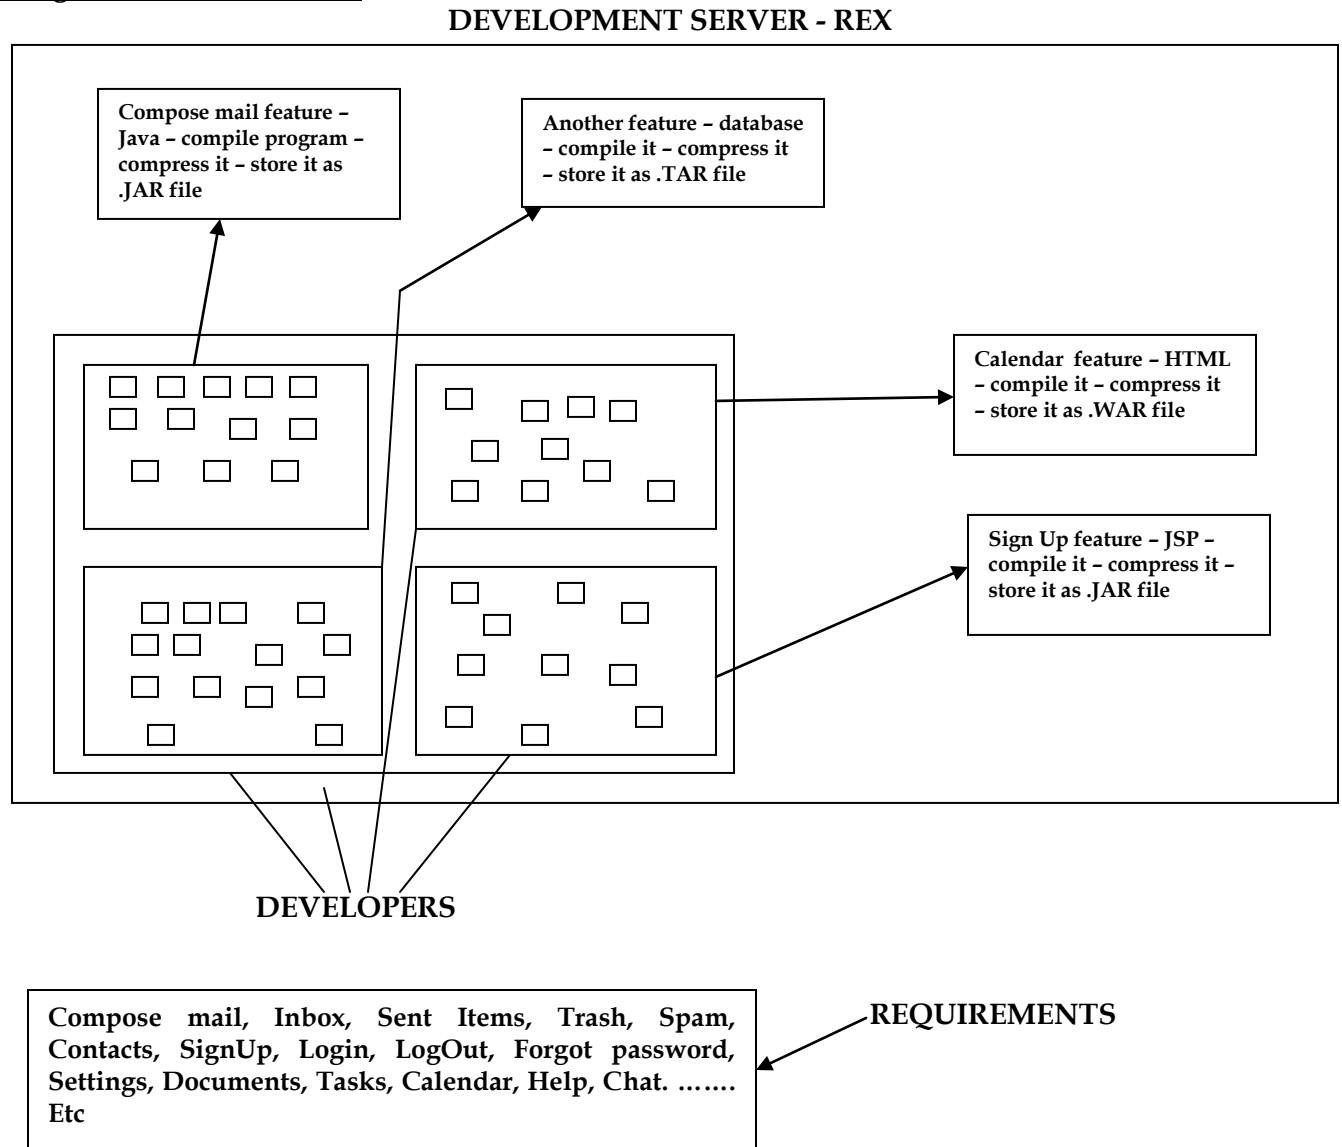 DEVELOPMENT SERVER - REX
Compose mail feature –
Java – compile program –
compress it – store it as
.JAR file
Another feature – database
– compile it – compress it
– store it as .TAR file
Calendar feature – HTML
– compile it – compress it
– store it as .WAR file
Sign Up feature – JSP –
compile it – compress it –
store it as .JAR file
DEVELOPERS
Compose mail, Inbox, Sent Items, Trash, Spam,
Contacts, SignUp, Login, LogOut, Forgot password,
Settings, Documents, Tasks, Calendar, Help, Chat. …….
Etc
REQUIREMENTS